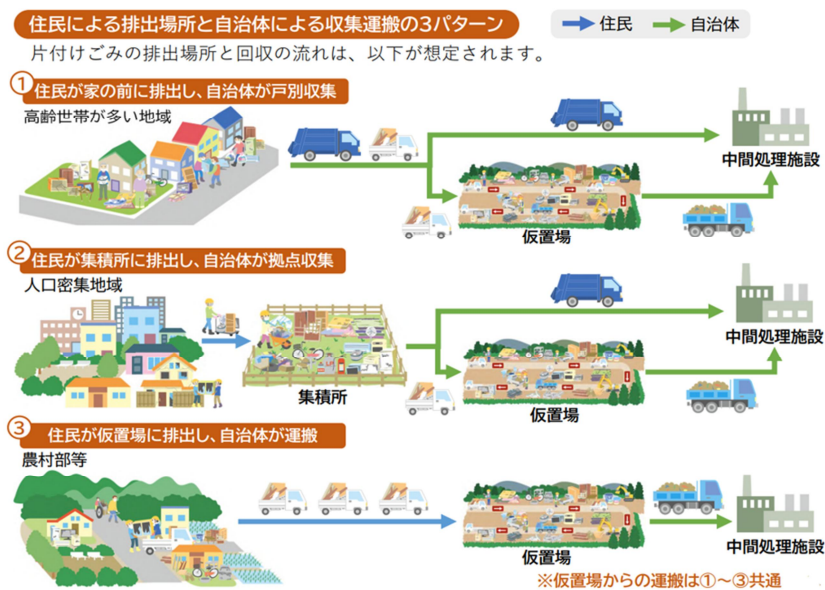 住民による排出場所と自治体による収集運搬の3パターン
住民
自治体
片付けごみの排出場所と回収の流れは、以下が想定されます。
① 住民が家の前に排出し、自治体が戸別収集
高齢世帯が多い地域
仮置場
中間処理施設
② 住民が集積所に排出し、自治体が拠点収集
人口密集地域
集積所
仮置場
中間処理施設
③ 住民が仮置場に排出し、自治体が運搬
農村部等
仮置場
中間処理施設
※仮置場からの運搬は①～③共通